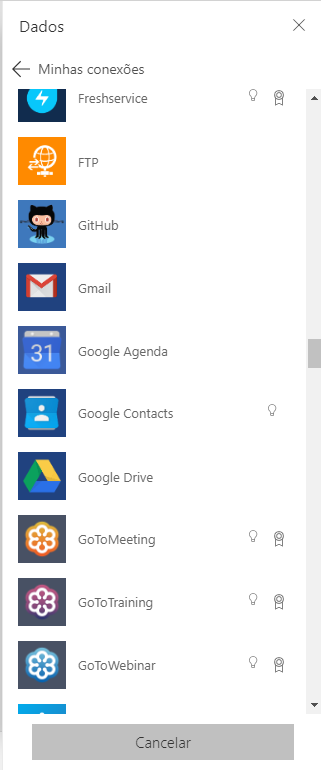 Dados
Minhas conexões
Freshservice
FTP
GitHub
Gmail
31
Google Agenda
Google Contacts
Google Drive
GoToMeeting
GoToTraining
GoToWebinar
Cancelar